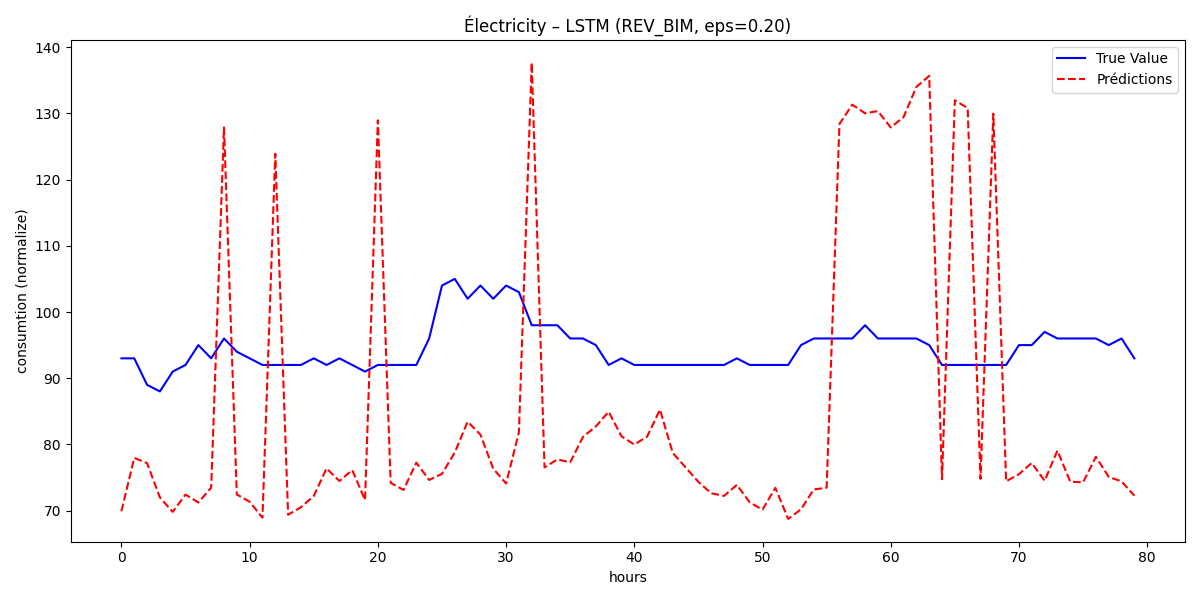 Électricity – LSTM (REV_BIM, eps=0.20)
True Value
Prédictions
consumtion (normalize)
140
130
120
110
100
90
80
70
0 10 20 30 40 50 60 70 80
hours